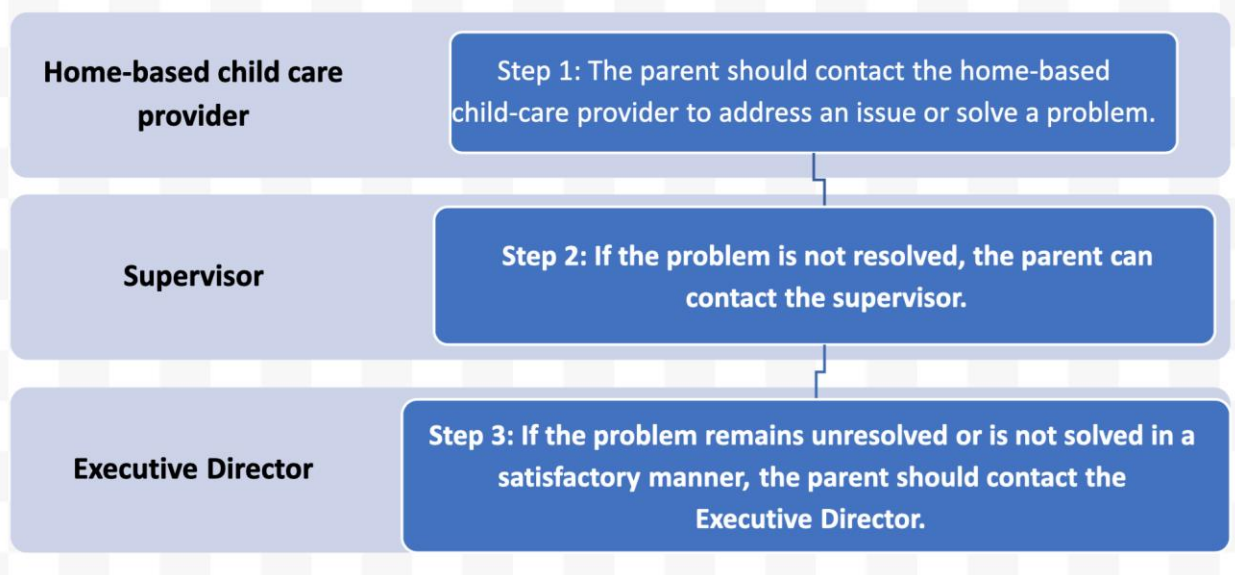 Home-based child care
provider
Step 1: The parent should contact the home-based
child-care provider to address an issue or solve a problem.
Supervisor
Step 2: If the problem is not resolved, the parent can
contact the supervisor.
Executive Director
Step 3: If the problem remains unresolved or is not solved in a
satisfactory manner, the parent should contact the
Executive Director.